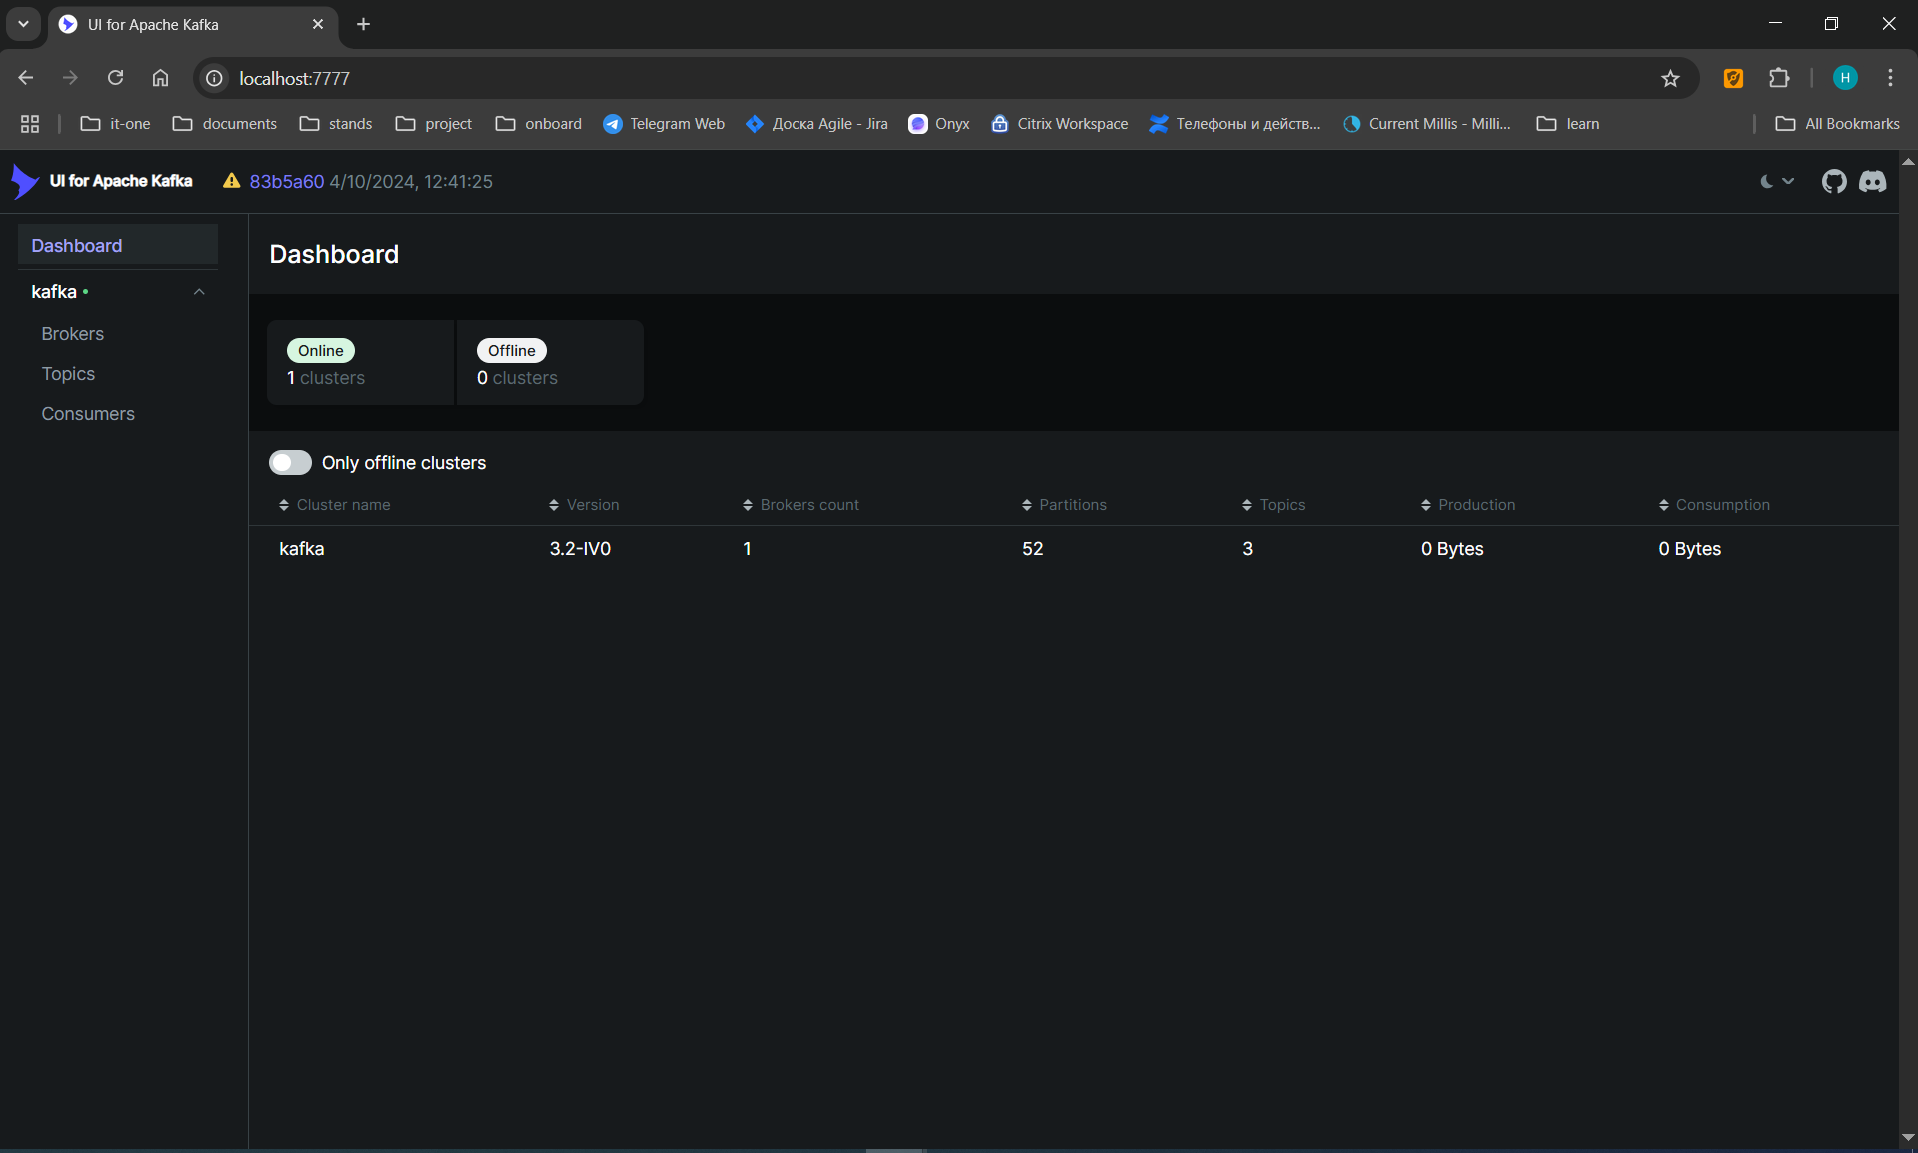 UI for Apache Kafka
localhost:7777
H
it-one documents stands project onboard Telegram Web Доска Agile - Jira Onyx Citrix Workspace Телефоны и действ... Current Millis - Milli... learn All Bookmarks
UI for Apache Kafka 83b5a60 4/10/2024, 12:41:25
Dashboard
kafka
Brokers
Topics
Consumers
Dashboard
Online Offline
1 clusters 0 clusters
Only offline clusters
Cluster name Version Brokers count Partitions Topics Production Consumption
kafka 3.2-IV0 1 52 3 0 Bytes 0 Bytes